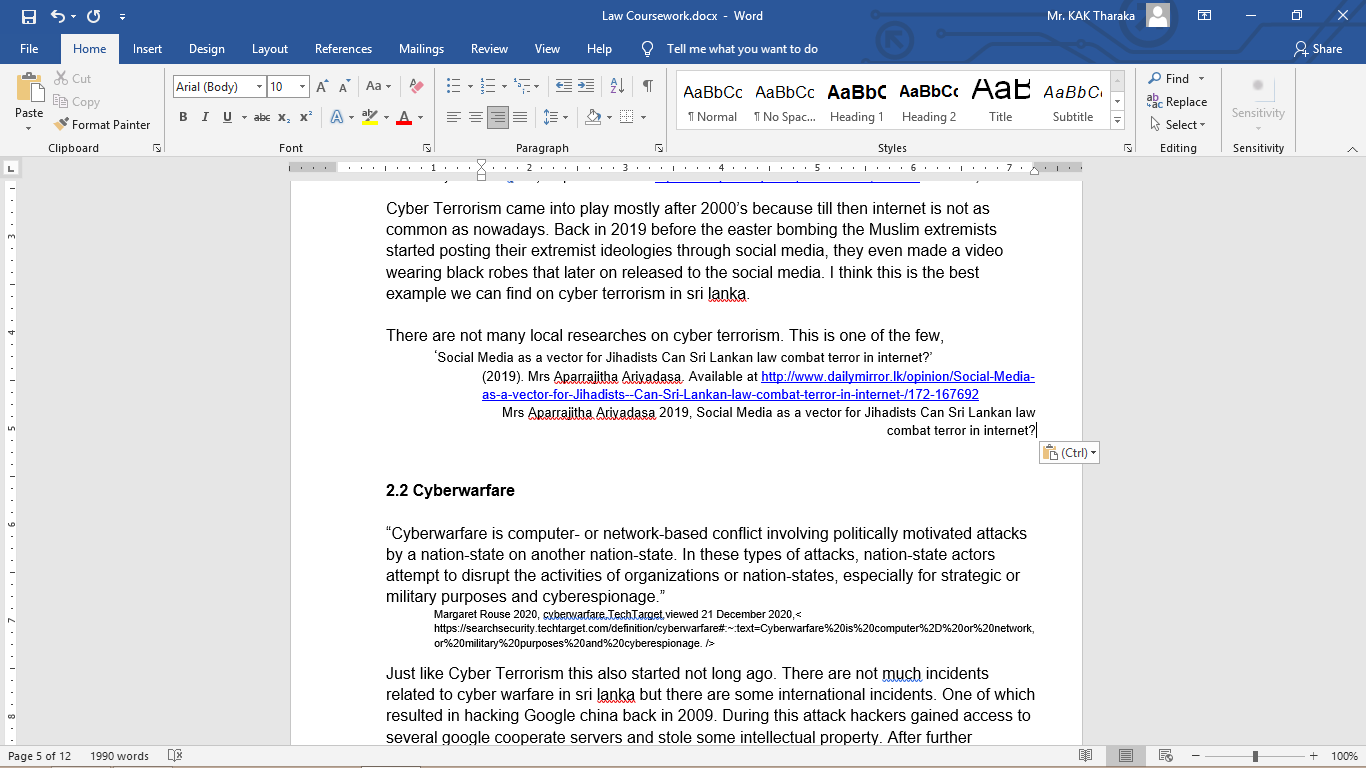 Law Coursework.docx - Word
Mr. KAK Tharaka
File Home Insert Design Layout References Mailings Review View Help Tell me what you want to do Share
Paste
Cut
Copy
Format Painter
Clipboard
Arial (Body) 10
Font
Paragraph
AaBbCc AaBbCc AaBbC AaBbCc AaB AaBbCc
¶ Normal ¶ No Spac... Heading 1 Heading 2 Title Subtitle
Styles
Find
Replace
Select
Editing
Sensitivity
Sensitivity
1 2 3 4 5 6 7
Cyber Terrorism came into play mostly after 2000’s because till then internet is not as
common as nowadays. Back in 2019 before the easter bombing the Muslim extremists
started posting their extremist ideologies through social media, they even made a video
wearing black robes that later on released to the social media. I think this is the best
example we can find on cyber terrorism in sri lanka.
There are not many local researches on cyber terrorism. This is one of the few,
‘Social Media as a vector for Jihadists Can Sri Lankan law combat terror in internet?’
(2019). Mrs Aparrajitha Ariyadasa. Available at http://www.dailymirror.lk/opinion/Social-Media-
as-a-vector-for-Jihadists--Can-Sri-Lankan-law-combat-terror-in-internet-/172-167692
Mrs Aparrajitha Ariyadasa 2019, Social Media as a vector for Jihadists Can Sri Lankan law
combat terror in internet?
(Ctrl)
2.2 Cyberwarfare
“Cyberwarfare is computer- or network-based conflict involving politically motivated attacks
by a nation-state on another nation-state. In these types of attacks, nation-state actors
attempt to disrupt the activities of organizations or nation-states, especially for strategic or
military purposes and cyberespionage.”
Margaret Rouse 2020, cyberwarfare,TechTarget,viewed 21 December 2020,<
https://searchsecurity.techtarget.com/definition/cyberwarfare#:~:text=Cyberwarfare%20is%20computer%2D%20or%20network,
or%20military%20purposes%20and%20cyberespionage. />
Just like Cyber Terrorism this also started not long ago. There are not much incidents
related to cyber warfare in sri lanka but there are some international incidents. One of which
resulted in hacking Google china back in 2009. During this attack hackers gained access to
several google cooperate servers and stole some intellectual property. After further
Page 5 of 12 1990 words
100%